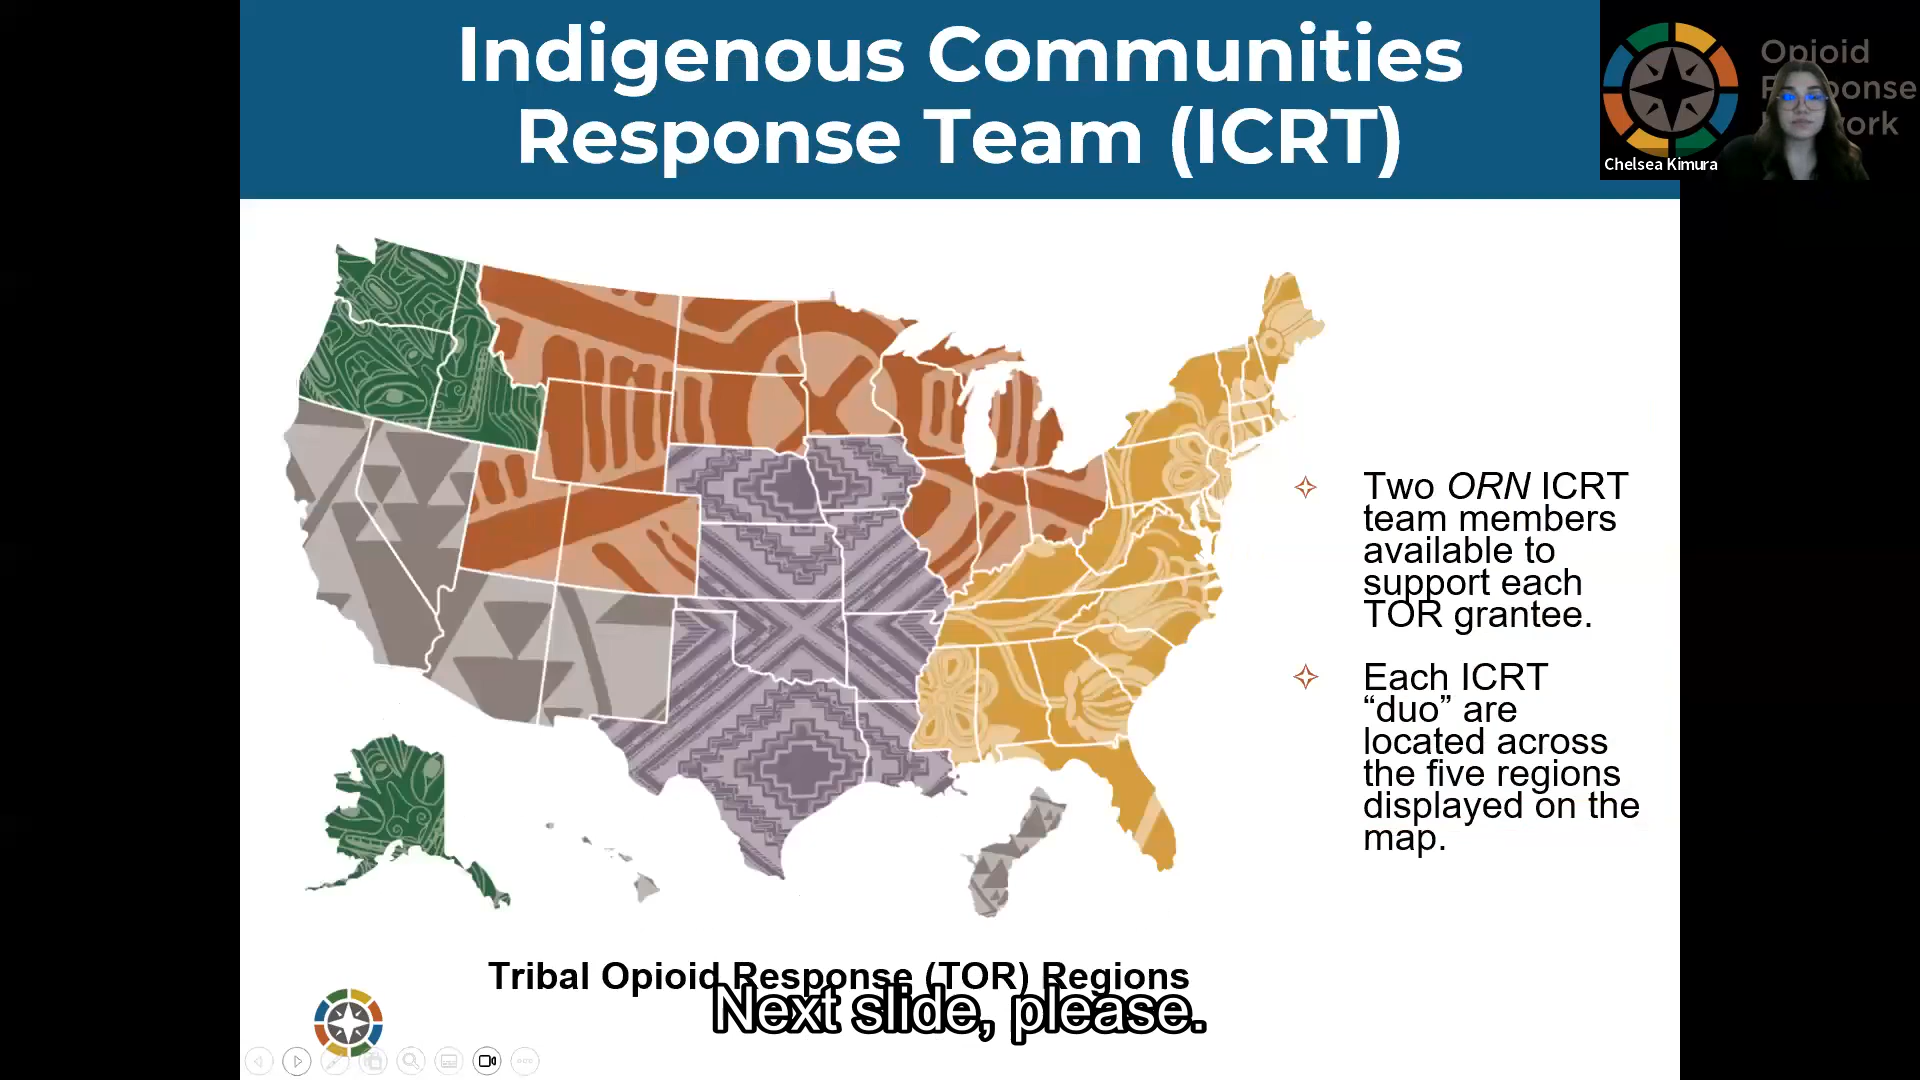 Indigenous Communities
Response Team (ICRT)
Opioid
Response
Network
Chelsea Kimura
Two ORN ICRT
team members
available to
support each
TOR grantee.
Each ICRT
“duo” are
located across
the five regions
displayed on the
map.
Tribal Opioid Response (TOR) Regions
Next slide, please.